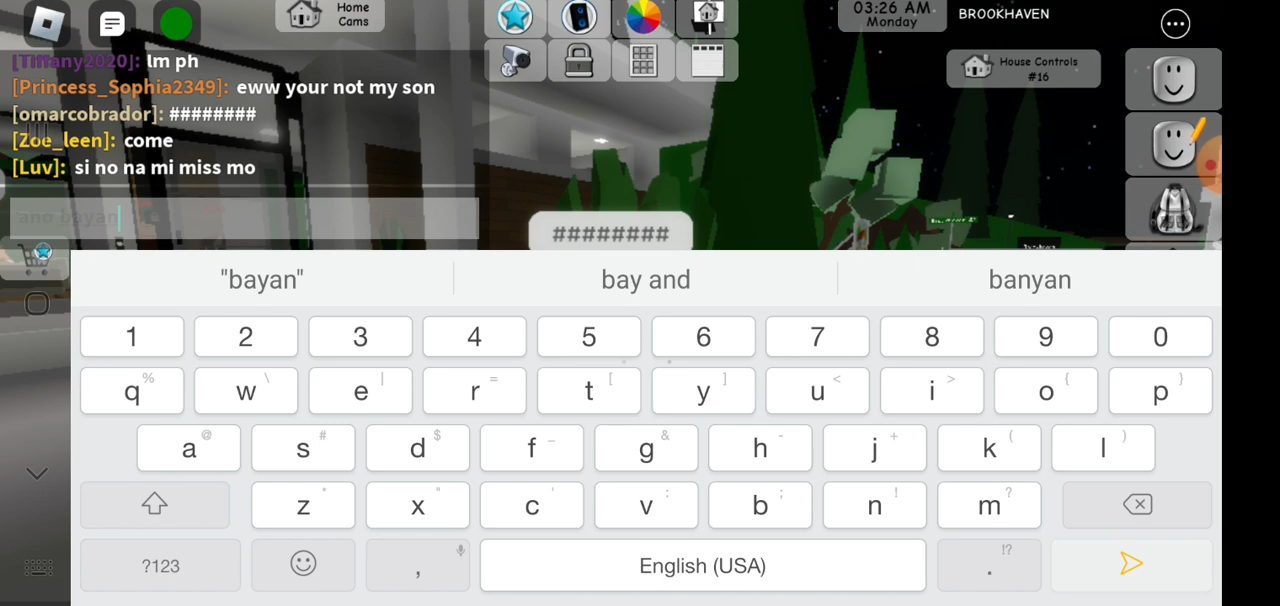 Home
Cams
03:26 AM
Monday
BROOKHAVEN
House Controls
#16
[Tiffany2020]: lm ph
[Princess_Sophia2349]: eww your not my son
[omarcobrador]: ########
[Zoe_leen]: come
[Luv]: si no na mi miss mo
ano bayan
########
"bayan" bay and banyan
1 2 3 4 5 6 7 8 9 0
q % w \ e | r = t [ y ] u < i > o { p }
a @ s # d $ f – g & h - j + k ( l )
z * x " c ' v : b ; n ! m ?
?123 , English (USA) . !?